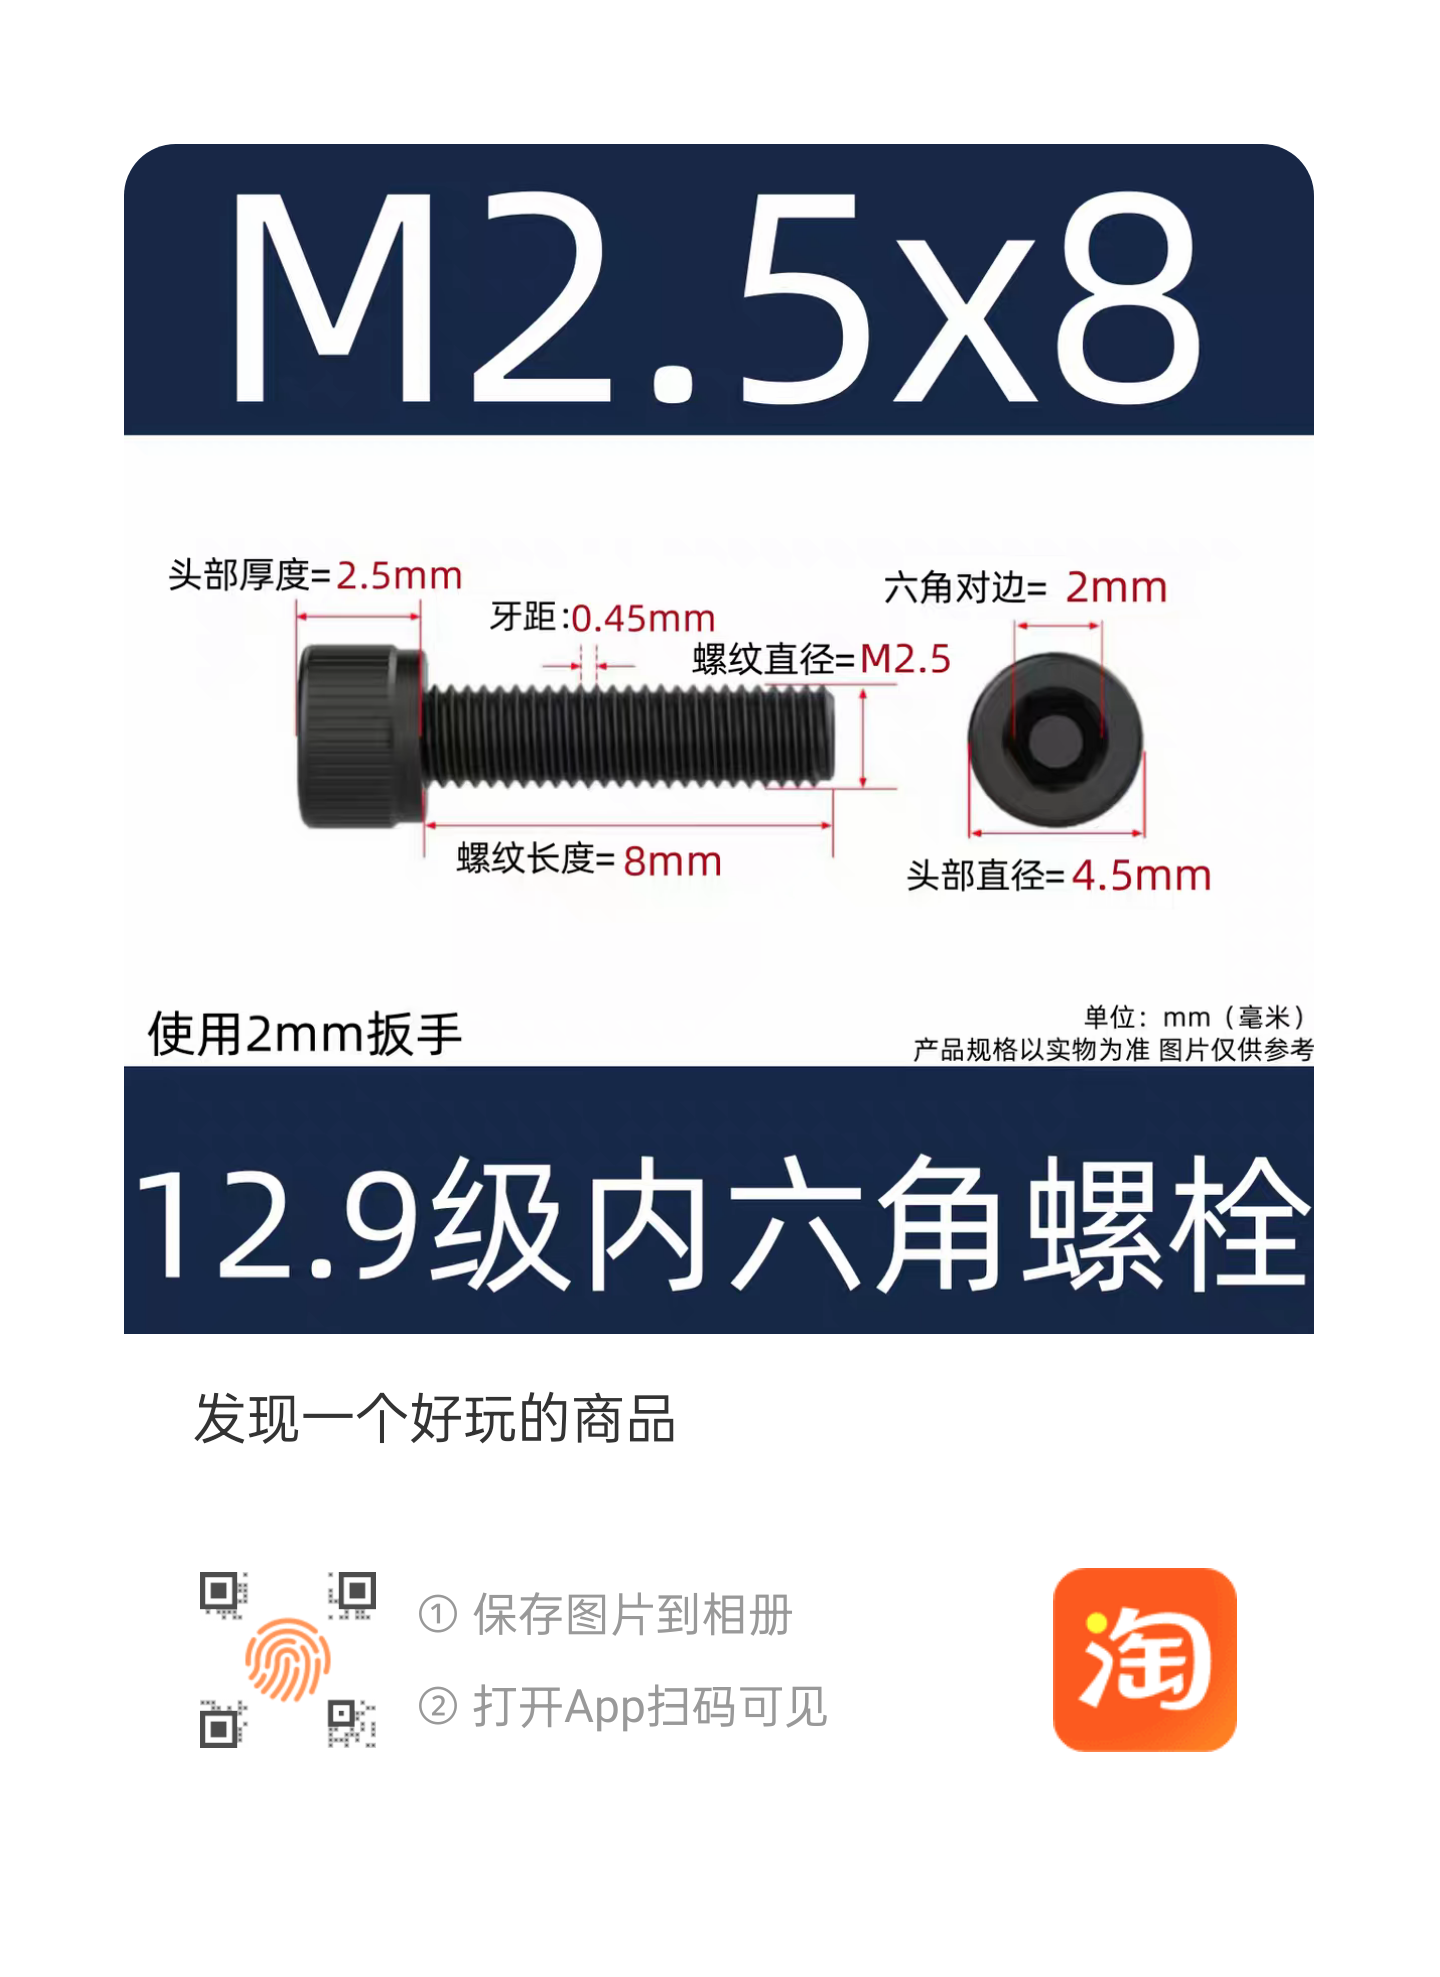 M2.5x8
头部厚度=2.5mm
牙距:0.45mm
螺纹直径=M2.5
六角对边= 2mm
螺纹长度=8mm
头部直径=4.5mm
使用2mm扳手
单位：mm（毫米）
产品规格以实物为准 图片仅供参考
12.9级内六角螺栓
发现一个好玩的商品
① 保存图片到相册
② 打开App扫码可见
淘